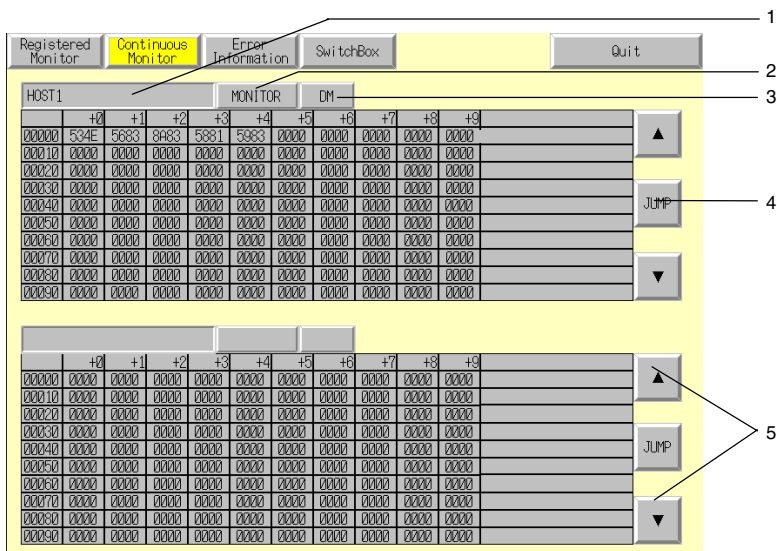 1
Registered Monitor Continuous Monitor Error Information SwitchBox Quit
2
HOST1 MONITOR DM
3
+0 +1 +2 +3 +4 +5 +6 +7 +8 +9
00000 534E 5683 8A83 5881 5983 0000 0000 0000 0000 0000
▲
00010 0000 0000 0000 0000 0000 0000 0000 0000 0000 0000
00020 0000 0000 0000 0000 0000 0000 0000 0000 0000 0000
00030 0000 0000 0000 0000 0000 0000 0000 0000 0000 0000
00040 0000 0000 0000 0000 0000 0000 0000 0000 0000 0000
JUMP
4
00050 0000 0000 0000 0000 0000 0000 0000 0000 0000 0000
00060 0000 0000 0000 0000 0000 0000 0000 0000 0000 0000
00070 0000 0000 0000 0000 0000 0000 0000 0000 0000 0000
00080 0000 0000 0000 0000 0000 0000 0000 0000 0000 0000
▼
00090 0000 0000 0000 0000 0000 0000 0000 0000 0000 0000
+0 +1 +2 +3 +4 +5 +6 +7 +8 +9
00000 0000 0000 0000 0000 0000 0000 0000 0000 0000 0000
▲
00010 0000 0000 0000 0000 0000 0000 0000 0000 0000 0000
00020 0000 0000 0000 0000 0000 0000 0000 0000 0000 0000
00030 0000 0000 0000 0000 0000 0000 0000 0000 0000 0000
5
00040 0000 0000 0000 0000 0000 0000 0000 0000 0000 0000
JUMP
00050 0000 0000 0000 0000 0000 0000 0000 0000 0000 0000
00060 0000 0000 0000 0000 0000 0000 0000 0000 0000 0000
00070 0000 0000 0000 0000 0000 0000 0000 0000 0000 0000
00080 0000 0000 0000 0000 0000 0000 0000 0000 0000 0000
▼
00090 0000 0000 0000 0000 0000 0000 0000 0000 0000 0000